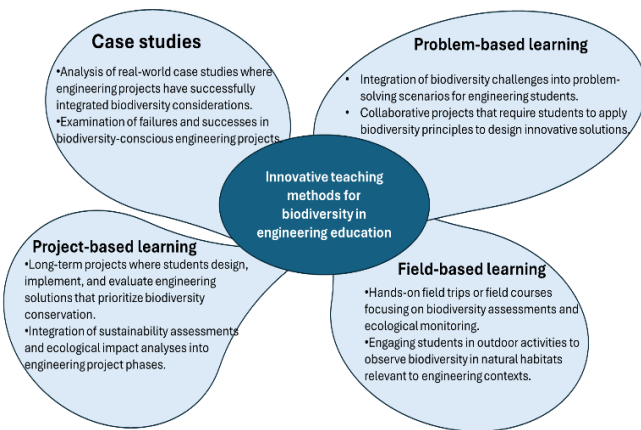 Case studies
•Analysis of real-world case studies where
engineering projects have successfully
integrated biodiversity considerations.
•Examination of failures and successes in
biodiversity-conscious engineering projects.
Problem-based learning
• Integration of biodiversity challenges into problem-
solving scenarios for engineering students.
• Collaborative projects that require students to apply
biodiversity principles to design innovative solutions.
Innovative teaching
methods for
biodiversity in
engineering education
Project-based learning
•Long-term projects where students design,
implement, and evaluate engineering
solutions that prioritize biodiversity
conservation.
•Integration of sustainability assessments
and ecological impact analyses into
engineering project phases.
Field-based learning
•Hands-on field trips or field courses
focusing on biodiversity assessments and
ecological monitoring.
•Engaging students in outdoor activities to
observe biodiversity in natural habitats
relevant to engineering contexts.